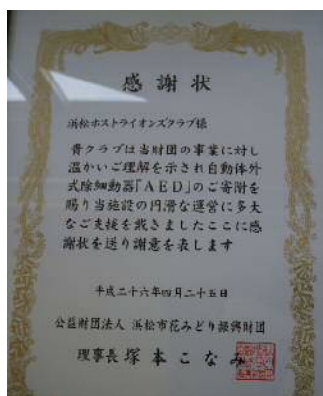 感謝状
浜松ホストライオンズクラブ様
貴クラブは当財団の事業に対し
温かいご理解を示され自動体外
式除細動器「AED」のご寄附を
賜り当施設の円滑な運営に多大
なご支援を戴きましたここに感
謝状を送り謝意を表します
平成二十六年四月二十五日
公益財団法人 浜松市花みどり振興財団
理事長 塚本こなみ